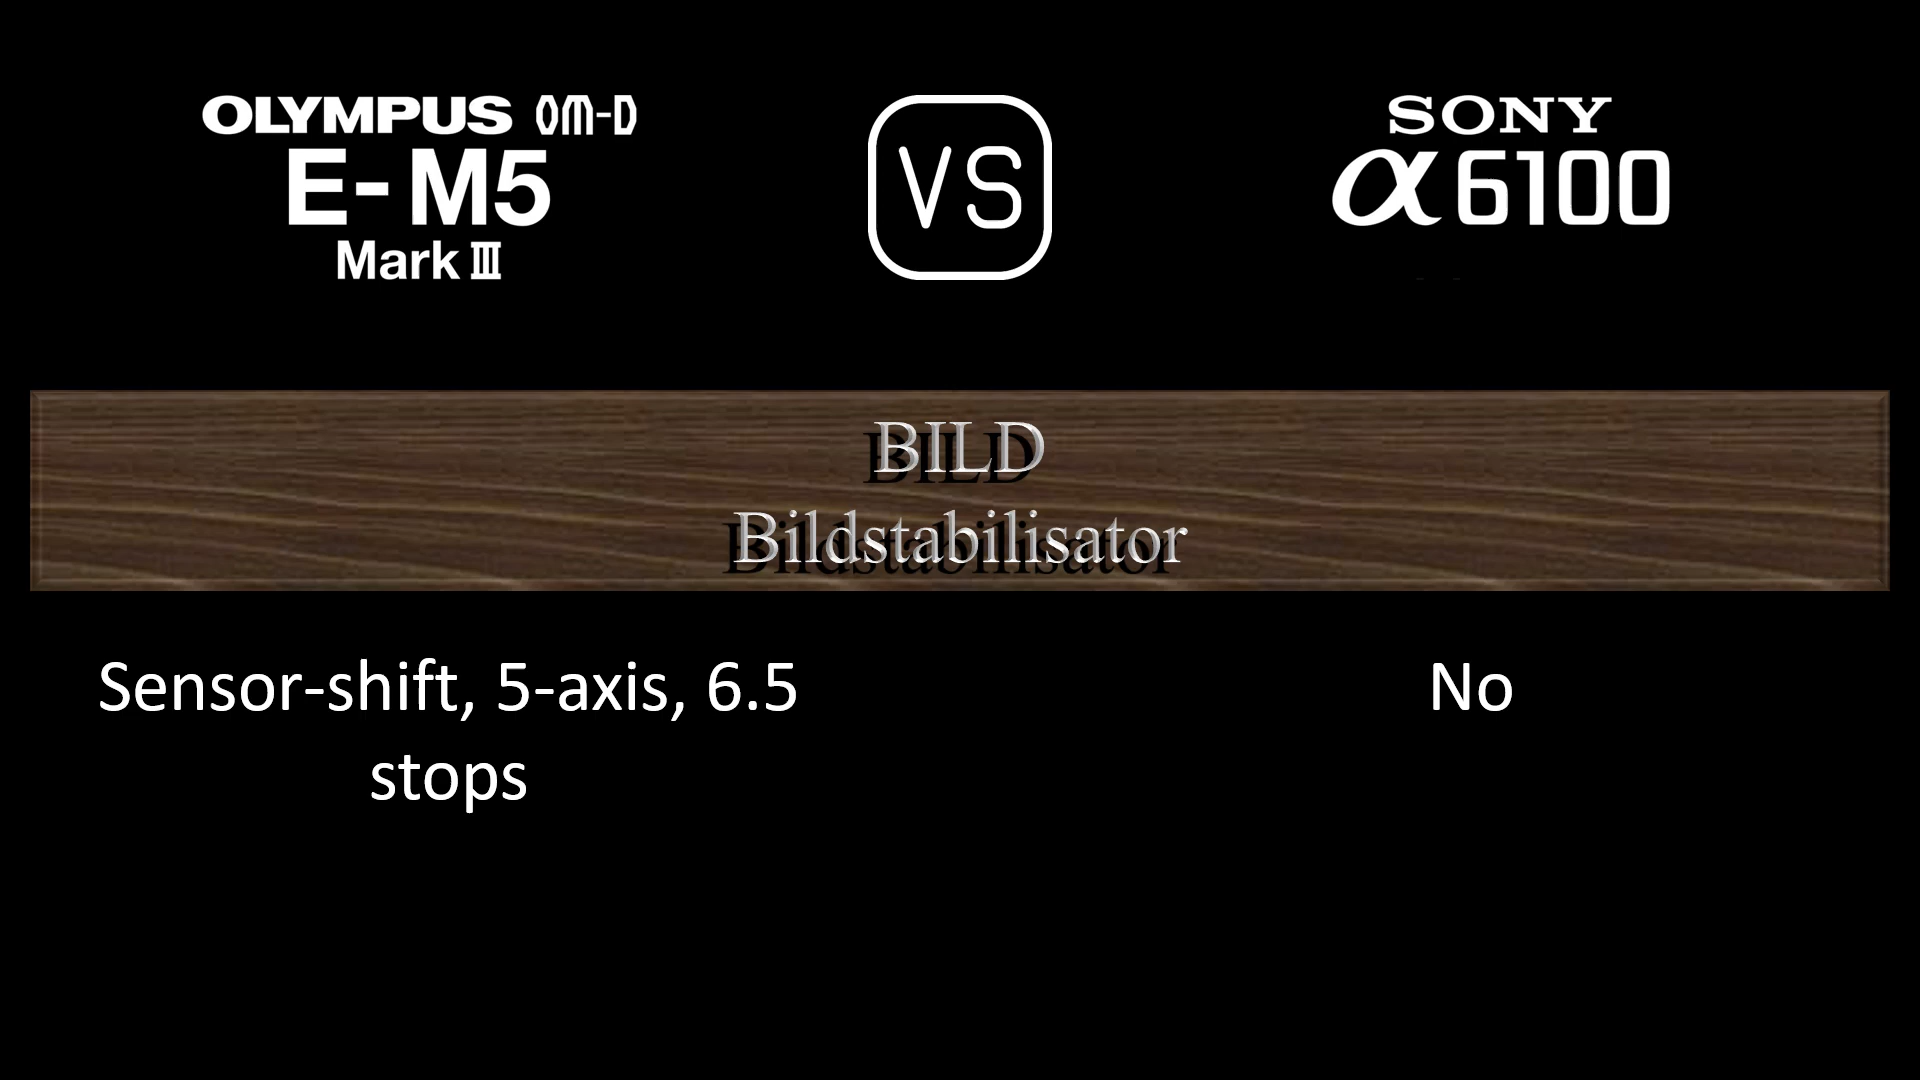 OLYMPUS OM-D
E-M5
Mark III
VS
SONY
α6100
BILD
Bildstabilisator
Sensor-shift, 5-axis, 6.5
stops
No